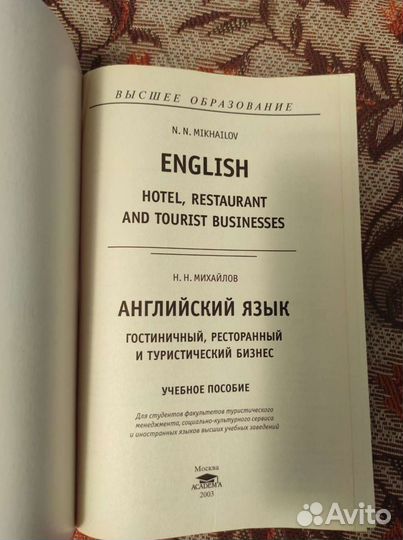 ВЫСШЕЕ ОБРАЗОВАНИЕ
N. N. MIKHAILOV
ENGLISH
HOTEL, RESTAURANT
AND TOURIST BUSINESSES
Н. Н. МИХАЙЛОВ
АНГЛИЙСКИЙ ЯЗЫК
ГОСТИНИЧНЫЙ, РЕСТОРАННЫЙ
И ТУРИСТИЧЕСКИЙ БИЗНЕС
УЧЕБНОЕ ПОСОБИЕ
Для студентов факультетов туристического
менеджмента, социально-культурного сервиса
и иностранных языков высших учебных заведений
Москва
ACADEMA
2003
Avito